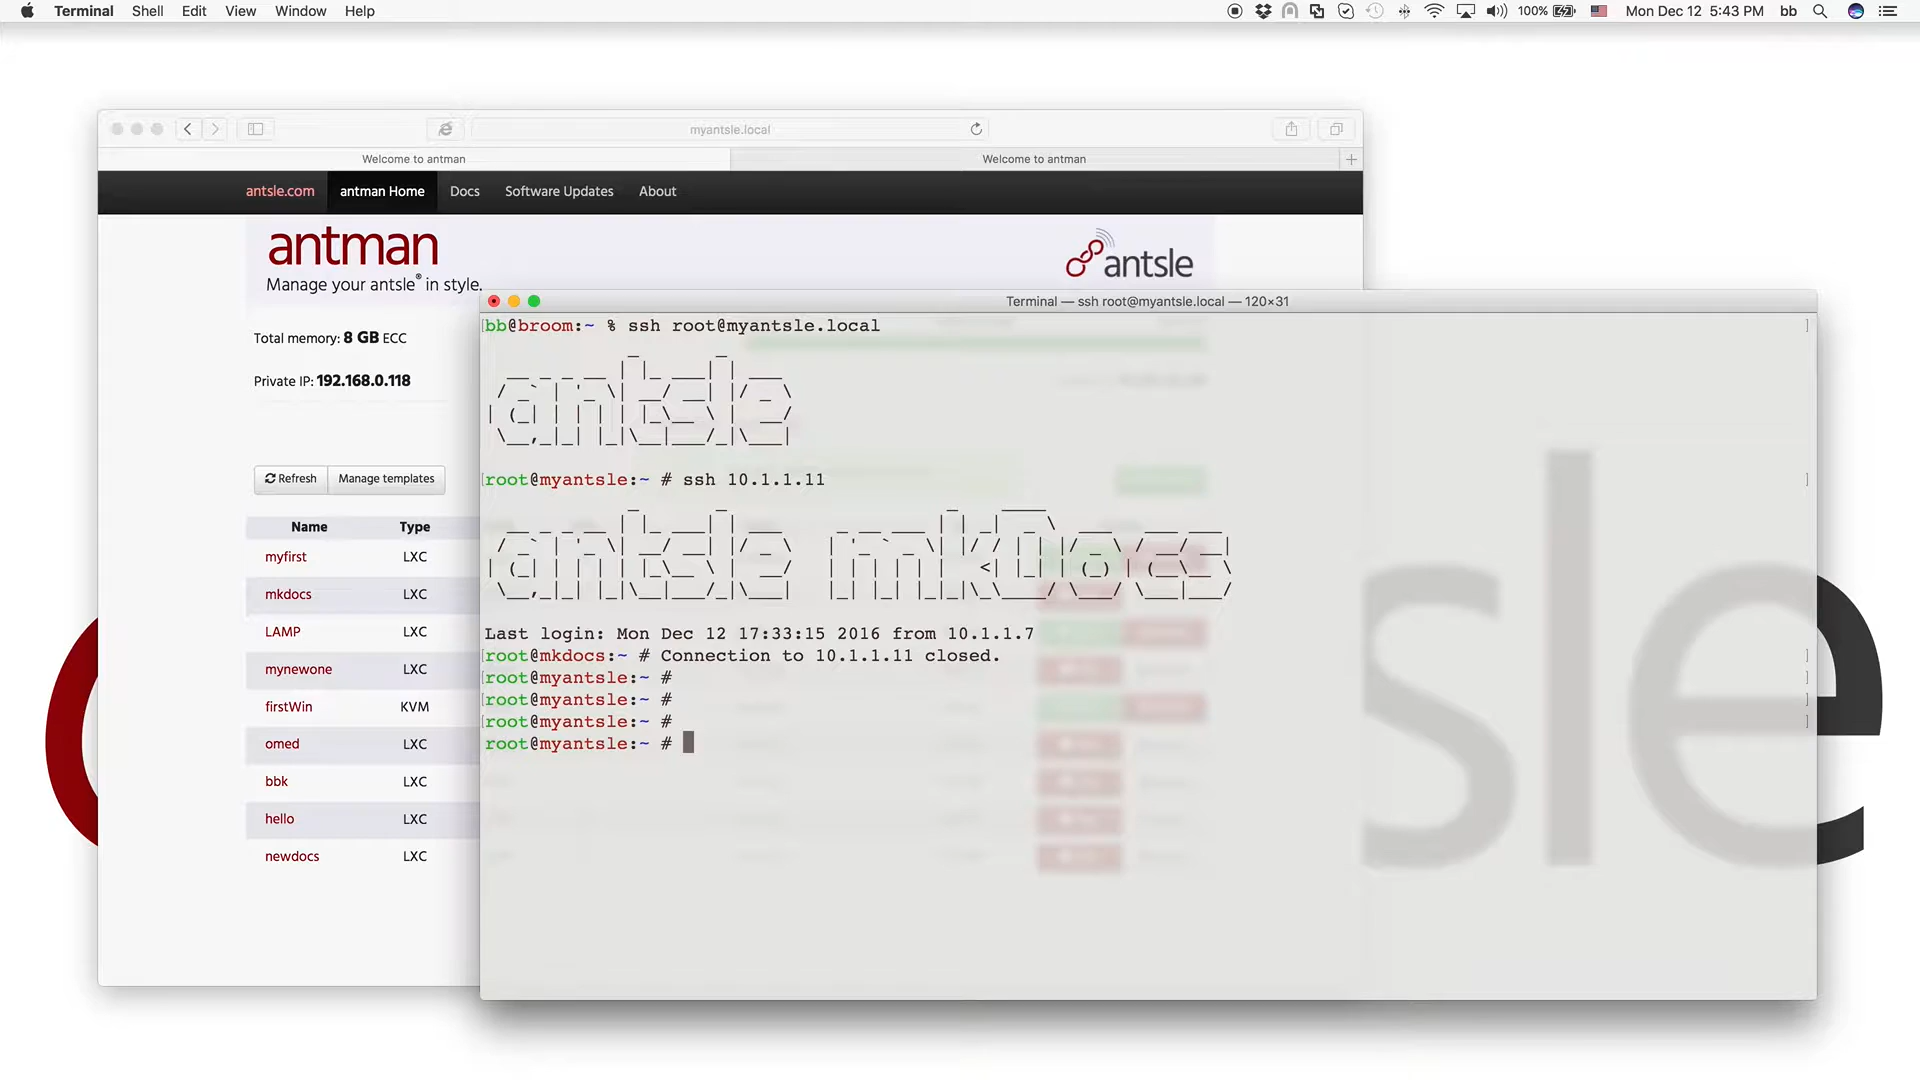 Terminal Shell Edit View Window Help
100% Mon Dec 12 5:43 PM bb
myantsle.local
Welcome to antman Welcome to antman
antsle.com antman Home Docs Software Updates About
antman
Manage your antsle® in style.
antsle
Total memory: 8 GB ECC
Private IP: 192.168.0.118
Refresh Manage templates
Name Type
myfirst LXC
mkdocs LXC
LAMP LXC
mynewone LXC
firstWin KVM
omed LXC
bbk LXC
hello LXC
newdocs LXC
Terminal — ssh root@myantsle.local — 120×31
bb@broom:~ % ssh root@myantsle.local
antsle
root@myantsle:~ # ssh 10.1.1.11
antsle mkDocs
Last login: Mon Dec 12 17:33:15 2016 from 10.1.1.7
root@mkdocs:~ # Connection to 10.1.1.11 closed.
root@myantsle:~ #
root@myantsle:~ #
root@myantsle:~ #
root@myantsle:~ #
sle